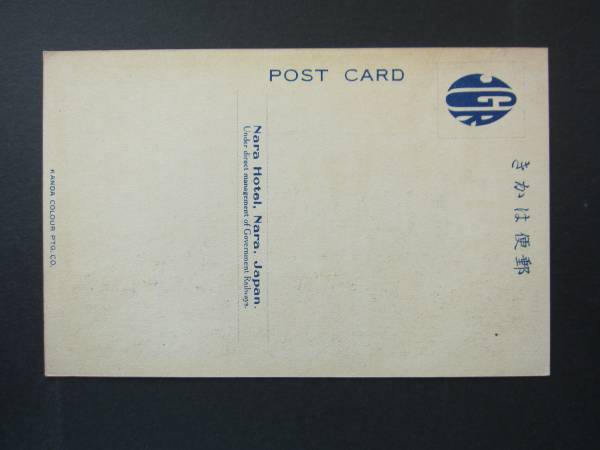 POST CARD
JGR
郵便はかき
Nara Hotel, Nara, Japan.
Under direct management of Government Railways.
KANDA COLOUR PTG. CO.